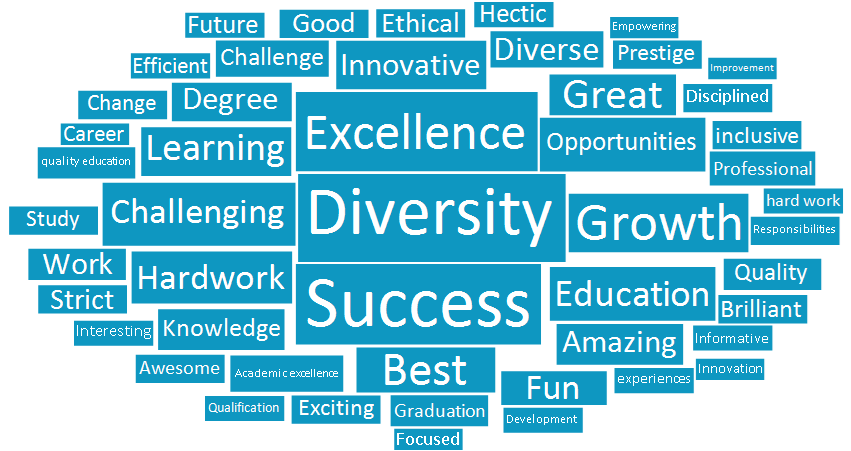 Hectic
Future
Good
Ethical
Empowering
Efficient
Challenge
Innovative
Diverse
Prestige
Improvement
Change
Degree
Great
Disciplined
Career
Learning
Excellence
Opportunities
inclusive
quality education
Professional
Study
Challenging
Diversity
Growth
hard work
Responsibilities
Work
Hardwork
Success
Education
Quality
Strict
Brilliant
Interesting
Knowledge
Amazing
Informative
Awesome
Academic excellence
Best
Fun
experiences
Innovation
Qualification
Exciting
Graduation
Development
Focused